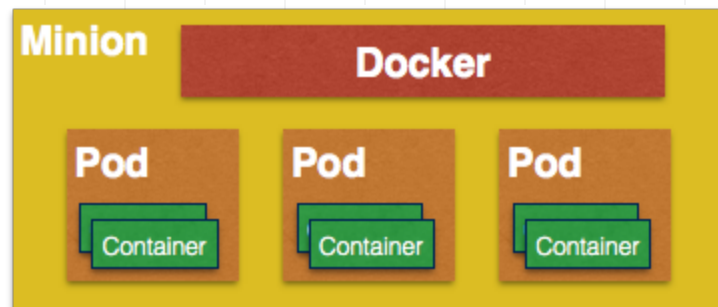 Minion
Docker
Pod
Pod
Pod
Container
Container
Container